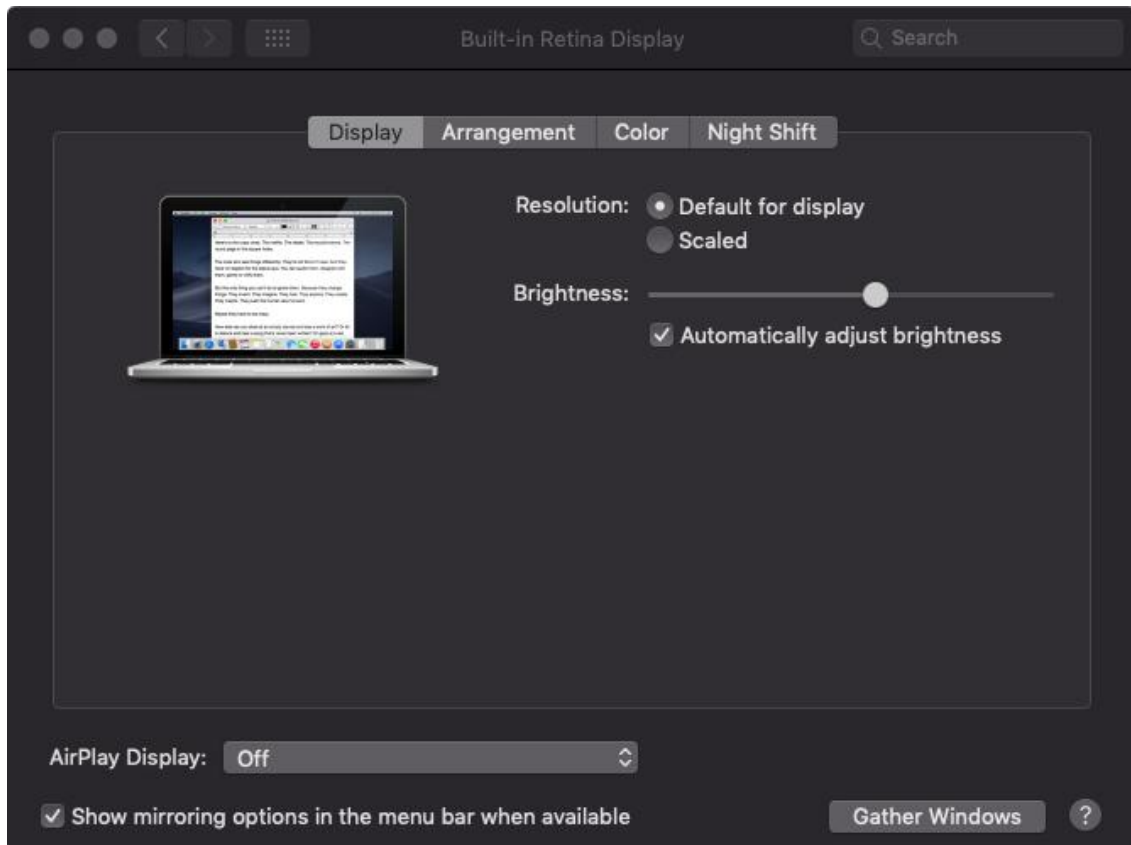 Built-in Retina Display
Search
Display Arrangement Color Night Shift
Resolution: Default for display
Scaled
Brightness:
Automatically adjust brightness
AirPlay Display: Off
Show mirroring options in the menu bar when available
Gather Windows ?